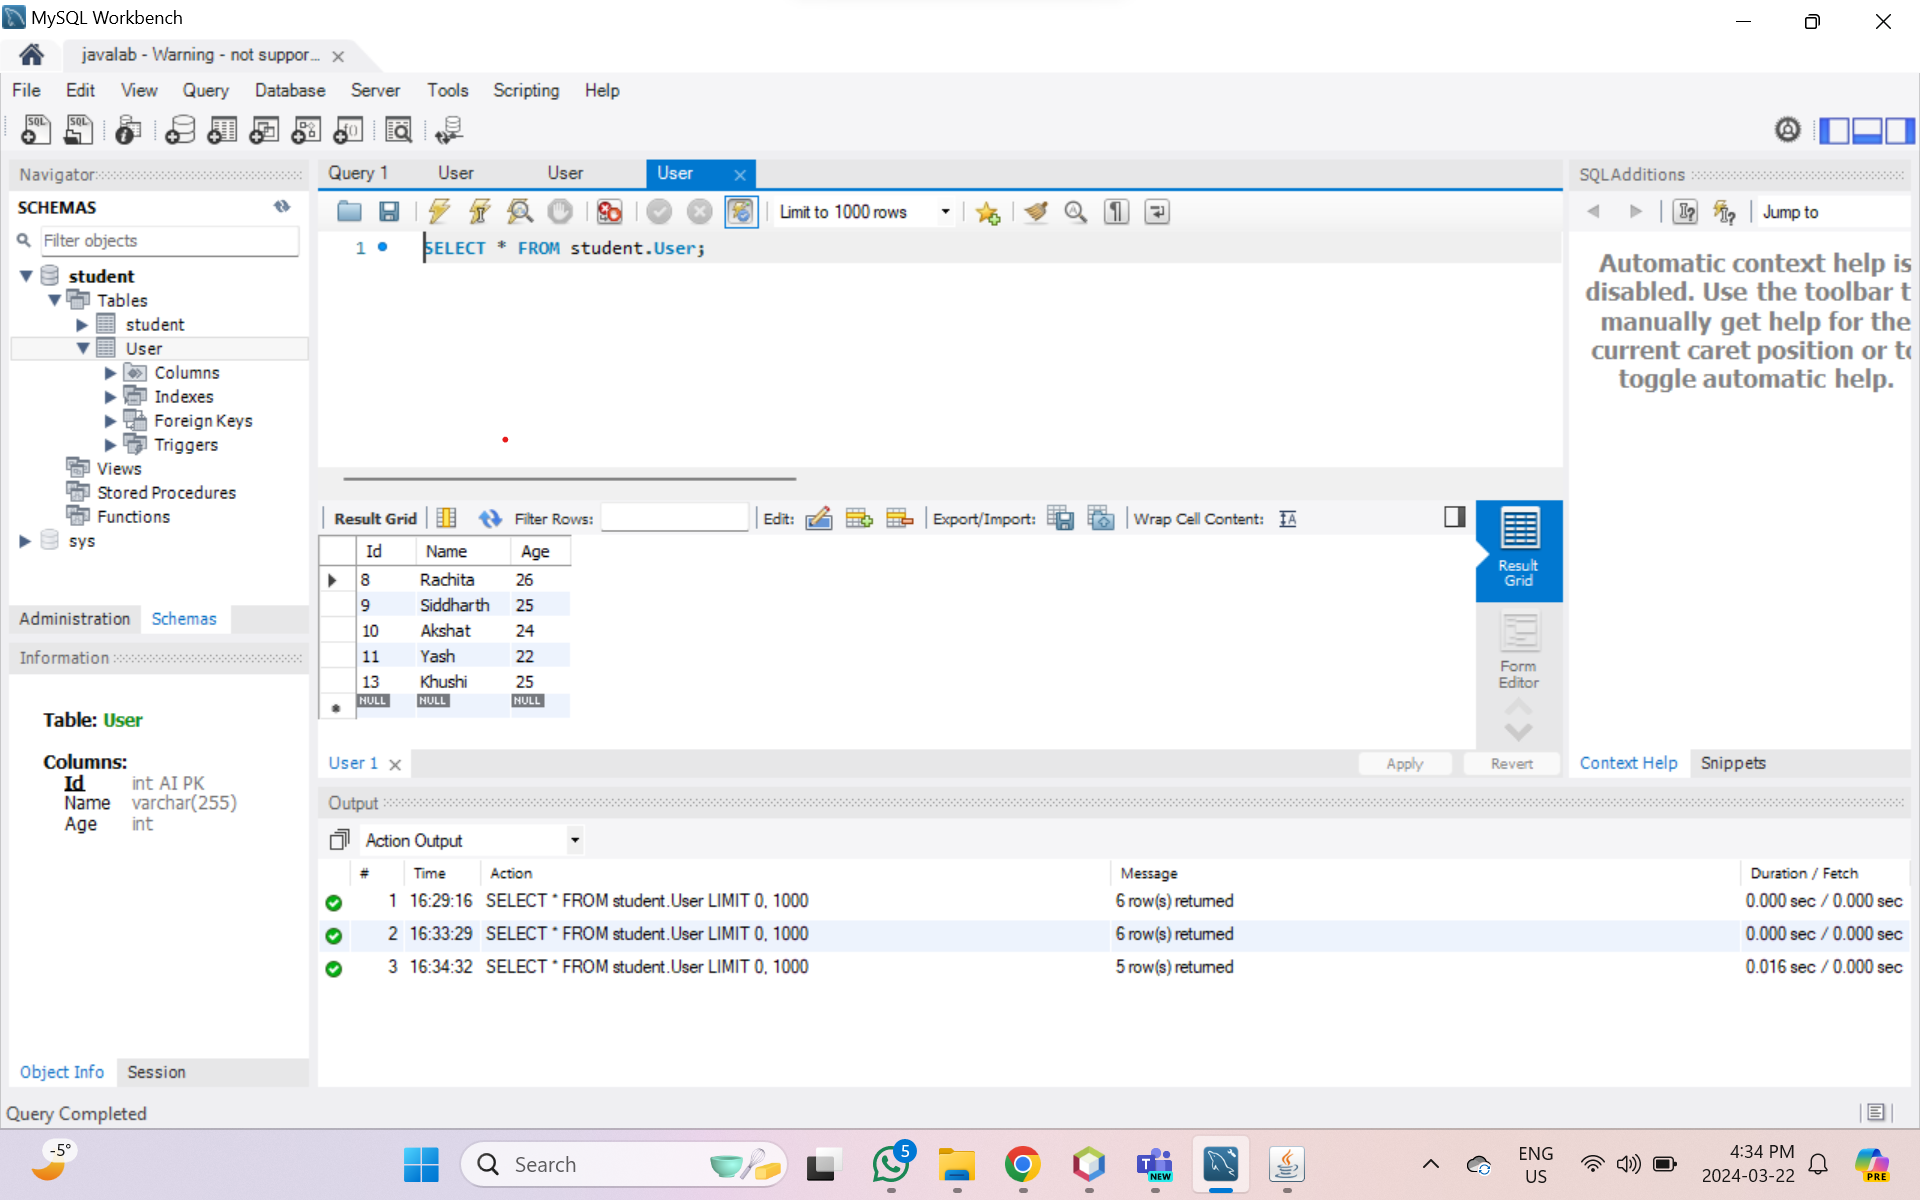 MySQL Workbench
javalab - Warning - not suppor...
File Edit View Query Database Server Tools Scripting Help
Navigator
Query 1 User User User
SQLAdditions
SCHEMAS
Limit to 1000 rows
Jump to
Filter objects
1 SELECT * FROM student.User;
Automatic context help is
disabled. Use the toolbar t
manually get help for the
current caret position or to
toggle automatic help.
student
Tables
student
User
Columns
Indexes
Foreign Keys
Triggers
Views
Stored Procedures
Functions
sys
Administration Schemas
Result Grid Filter Rows: Edit: Export/Import: Wrap Cell Content: IA
Id Name Age
8 Rachita 26
9 Siddharth 25
10 Akshat 24
11 Yash 22
13 Khushi 25
NULL NULL NULL
Result
Grid
Form
Editor
Information
Table: User
Columns:
Id int AI PK
Name varchar(255)
Age int
User 1
Apply Revert
Context Help Snippets
Output
Action Output
# Time Action Message Duration / Fetch
1 16:29:16 SELECT * FROM student.User LIMIT 0, 1000 6 row(s) returned 0.000 sec / 0.000 sec
2 16:33:29 SELECT * FROM student.User LIMIT 0, 1000 6 row(s) returned 0.000 sec / 0.000 sec
3 16:34:32 SELECT * FROM student.User LIMIT 0, 1000 5 row(s) returned 0.016 sec / 0.000 sec
Object Info Session
Query Completed
-5°
Search
5
NEW
ENG
US
4:34 PM
2024-03-22
PRE